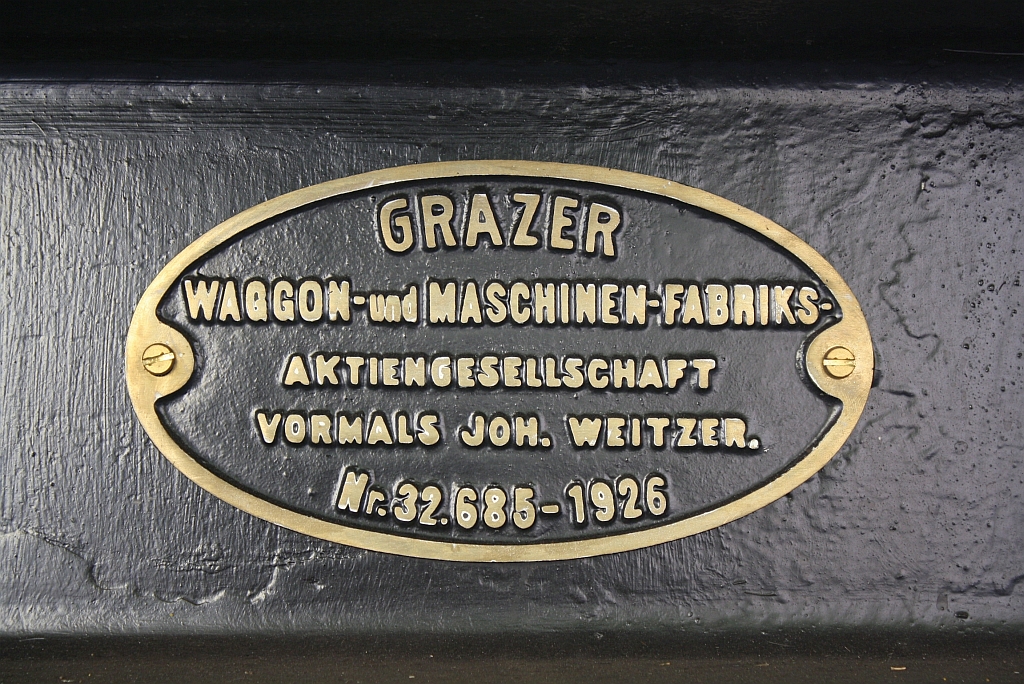 GRAZER
WAGGON-und MASCHINEN-FABRIKS-
AKTIENGESELLSCHAFT
VORMALS JOH. WEITZER.
Nr. 32.685-1926